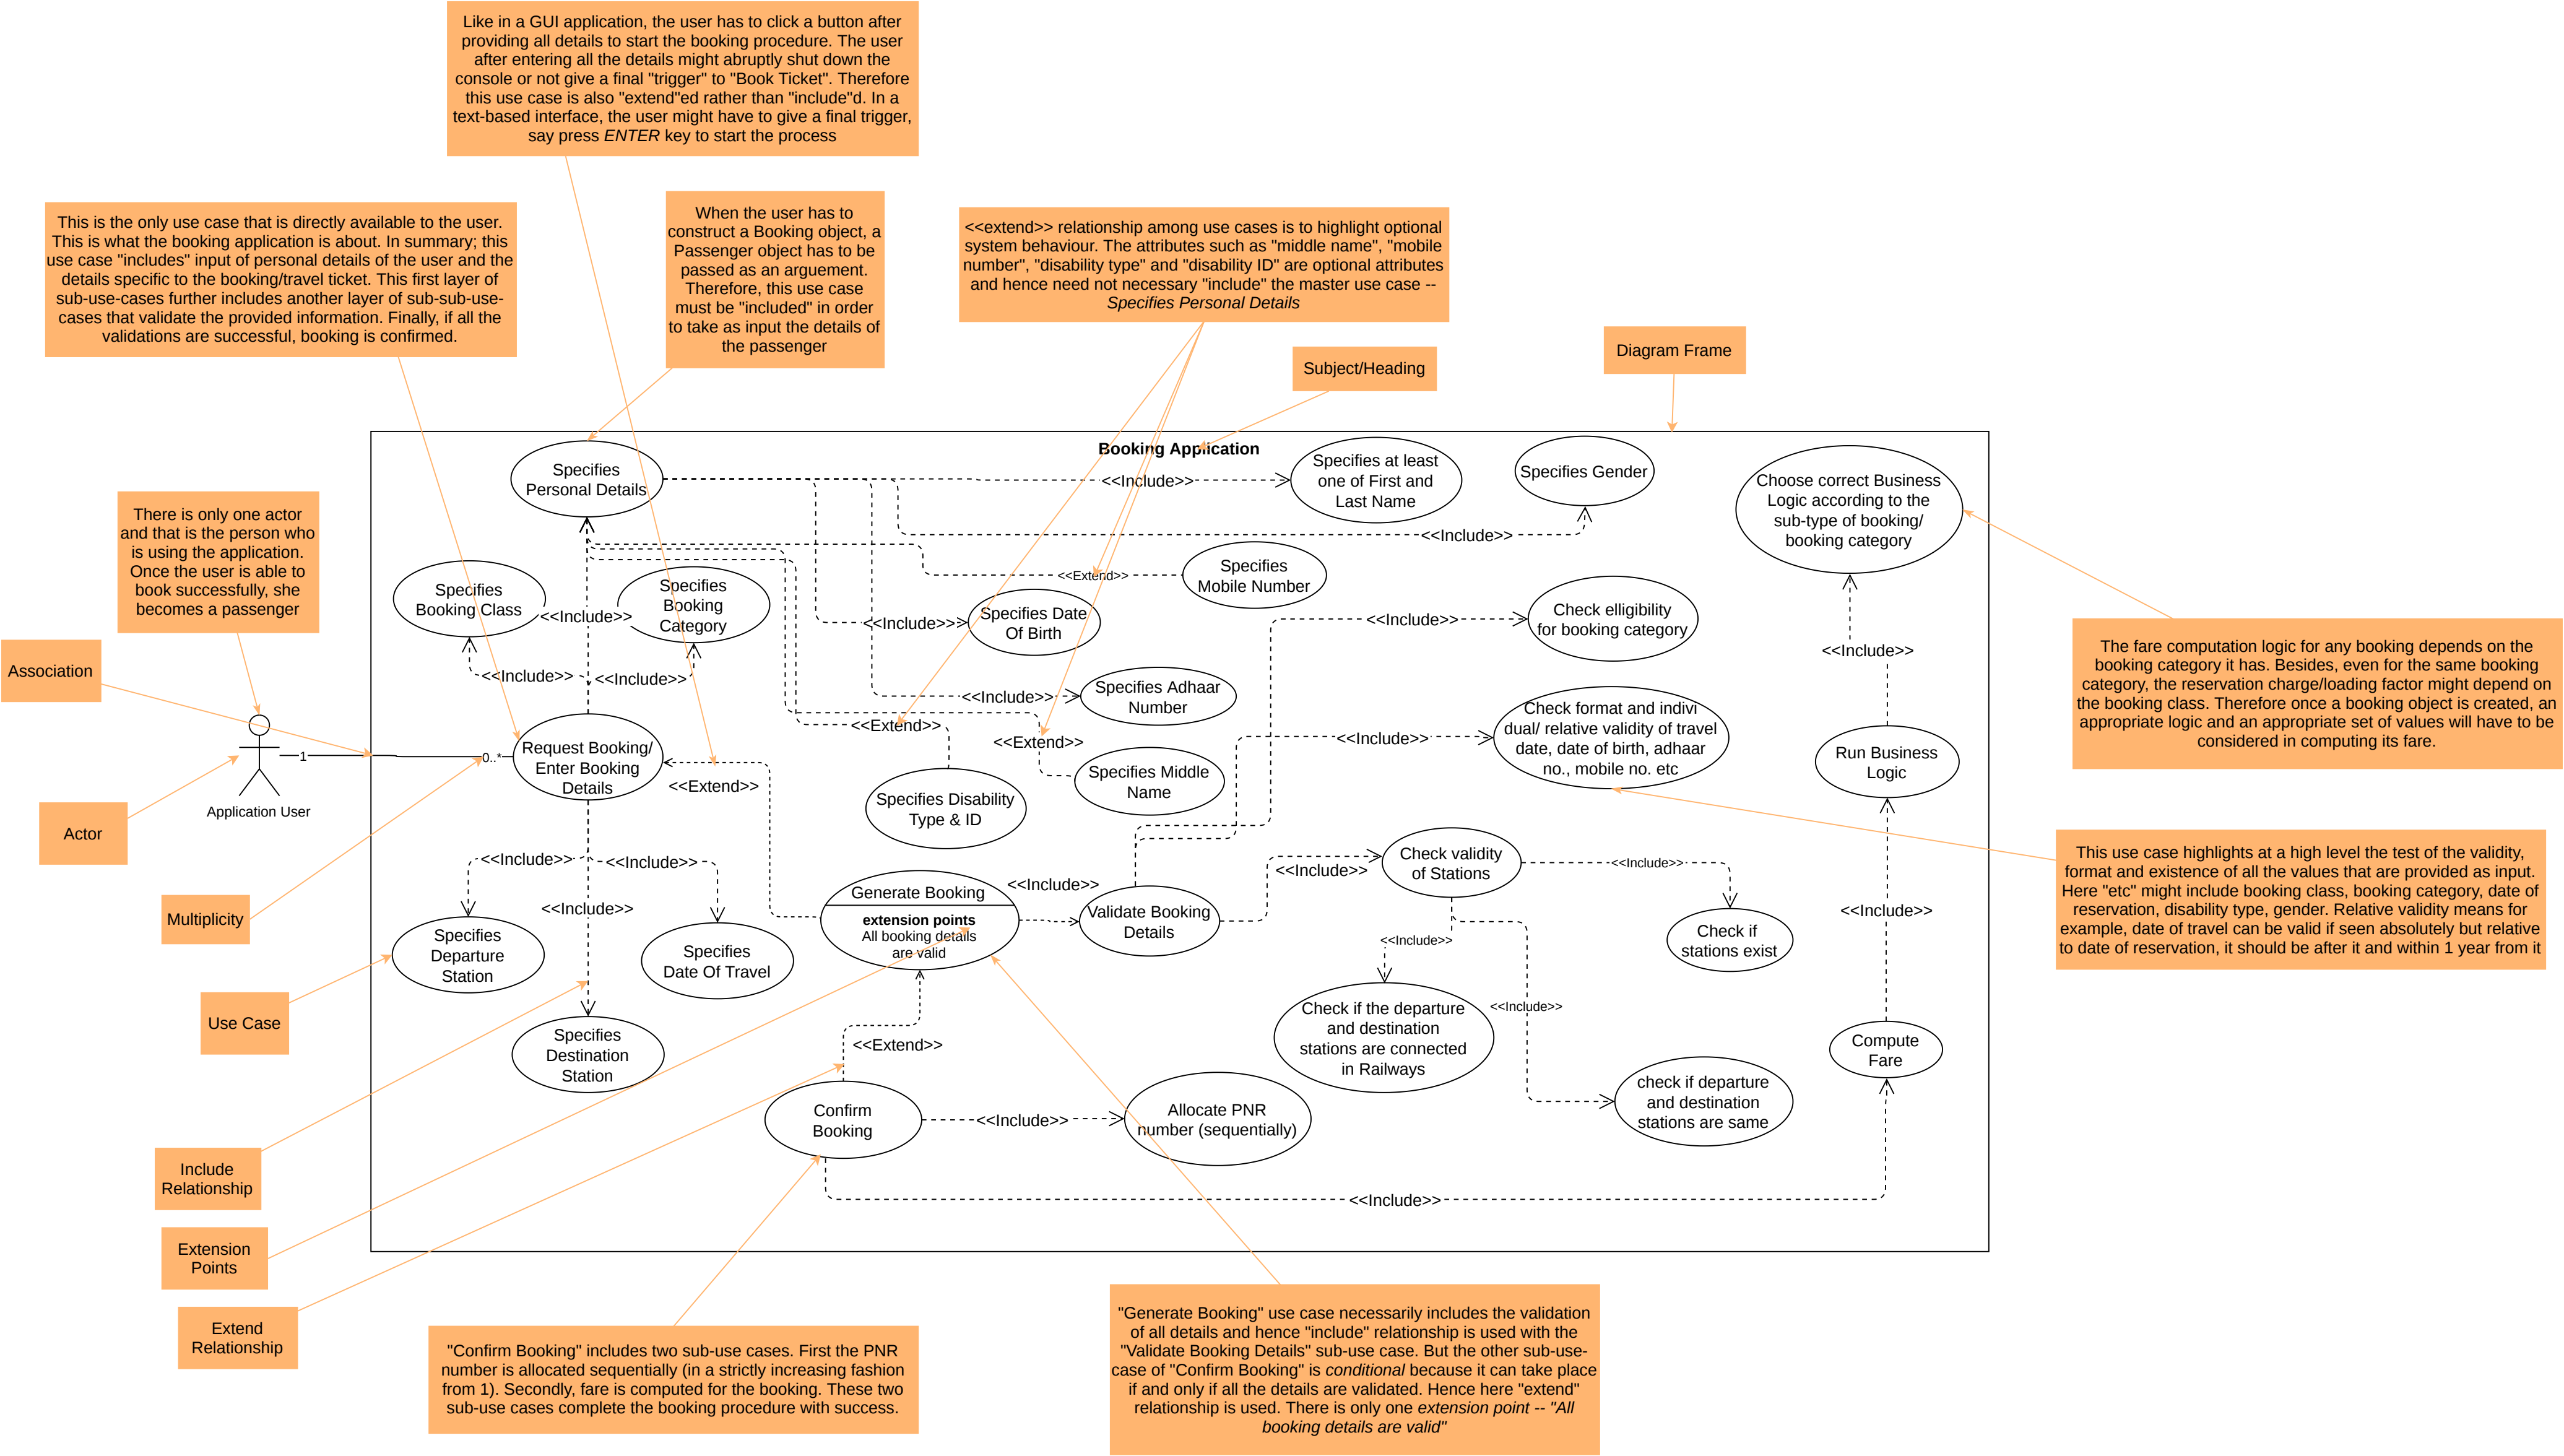 Like in a GUI application, the user has to click a button after
providing all details to start the booking procedure. The user
after entering all the details might abruptly shut down the
console or not give a final "trigger" to "Book Ticket". Therefore
this use case is also "extend"ed rather than "include"d. In a
text-based interface, the user might have to give a final trigger,
say press ENTER key to start the process
This is the only use case that is directly available to the user.
This is what the booking application is about. In summary; this
use case "includes" input of personal details of the user and the
details specific to the booking/travel ticket. This first layer of
sub-use-cases further includes another layer of sub-sub-use-
cases that validate the provided information. Finally, if all the
validations are successful, booking is confirmed.
When the user has to
construct a Booking object, a
Passenger object has to be
passed as an arguement.
Therefore, this use case
must be "included" in order
to take as input the details of
the passenger
<<extend>> relationship among use cases is to highlight optional
system behaviour. The attributes such as "middle name", "mobile
number", "disability type" and "disability ID" are optional attributes
and hence need not necessary "include" the master use case --
Specifies Personal Details
Subject/Heading
Diagram Frame
Booking Application
Specifies
Personal Details
<<Include>>
Specifies at least
one of First and
Last Name
Specifies Gender
<<Include>>
Choose correct Business
Logic according to the
sub-type of booking/
booking category
There is only one actor
and that is the person who
is using the application.
Once the user is able to
book successfully, she
becomes a passenger
Specifies
Booking Class
<<Include>>
Specifies
Booking
Category
<<Extend>>
Specifies
Mobile Number
<<Include>>
Specifies Date
Of Birth
<<Include>>
Check elligibility
for booking category
<<Include>>
The fare computation logic for any booking depends on the
booking category it has. Besides, even for the same booking
category, the reservation charge/loading factor might depend on
the booking class. Therefore once a booking object is created, an
appropriate logic and an appropriate set of values will have to be
considered in computing its fare.
Association
<<Include>>
<<Include>>
<<Include>>
Specifies Adhaar
Number
<<Extend>>
<<Extend>>
<<Include>>
Check format and indivi
dual/ relative validity of travel
date, date of birth, adhaar
no., mobile no. etc
Run Business
Logic
1
0..*
Request Booking/
Enter Booking
Details
<<Extend>>
Specifies Middle
Name
Specifies Disability
Type & ID
Application User
Actor
<<Include>>
<<Include>>
<<Include>>
Check validity
of Stations
<<Include>>
This use case highlights at a high level the test of the validity,
format and existence of all the values that are provided as input.
Here "etc" might include booking class, booking category, date of
reservation, disability type, gender. Relative validity means for
example, date of travel can be valid if seen absolutely but relative
to date of reservation, it should be after it and within 1 year from it
Multiplicity
<<Include>>
Generate Booking
extension points
All booking details
are valid
<<Include>>
Validate Booking
Details
<<Include>>
Specifies
Departure
Station
Specifies
Date Of Travel
<<Include>>
Check if
stations exist
Use Case
Specifies
Destination
Station
<<Extend>>
Check if the departure
and destination
stations are connected
in Railways
<<Include>>
Compute
Fare
Confirm
Booking
<<Include>>
Allocate PNR
number (sequentially)
check if departure
and destination
stations are same
Include
Relationship
<<Include>>
Extension
Points
Extend
Relationship
"Confirm Booking" includes two sub-use cases. First the PNR
number is allocated sequentially (in a strictly increasing fashion
from 1). Secondly, fare is computed for the booking. These two
sub-use cases complete the booking procedure with success.
"Generate Booking" use case necessarily includes the validation
of all details and hence "include" relationship is used with the
"Validate Booking Details" sub-use case. But the other sub-use-
case of "Confirm Booking" is conditional because it can take place
if and only if all the details are validated. Hence here "extend"
relationship is used. There is only one extension point -- "All
booking details are valid"